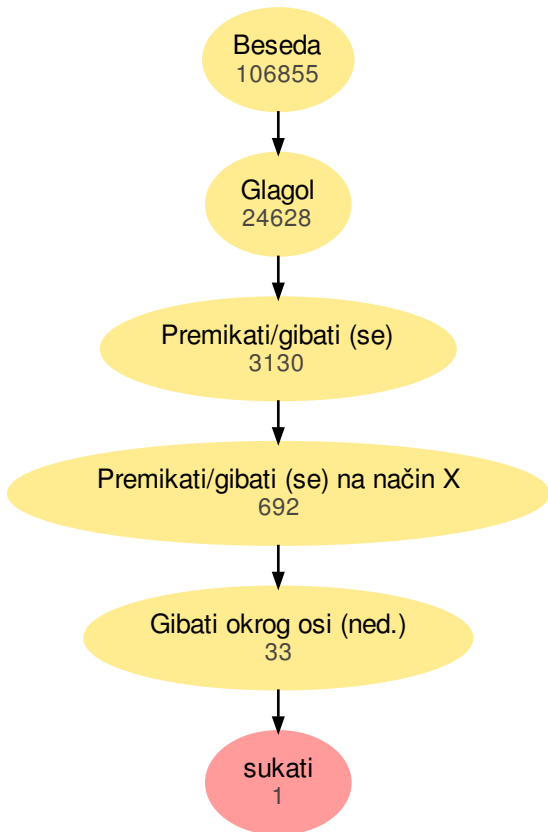 Beseda
106855
Glagol
24628
Premikati/gibati (se)
3130
Premikati/gibati (se) na način X
692
Gibati okrog osi (ned.)
33
sukati
1